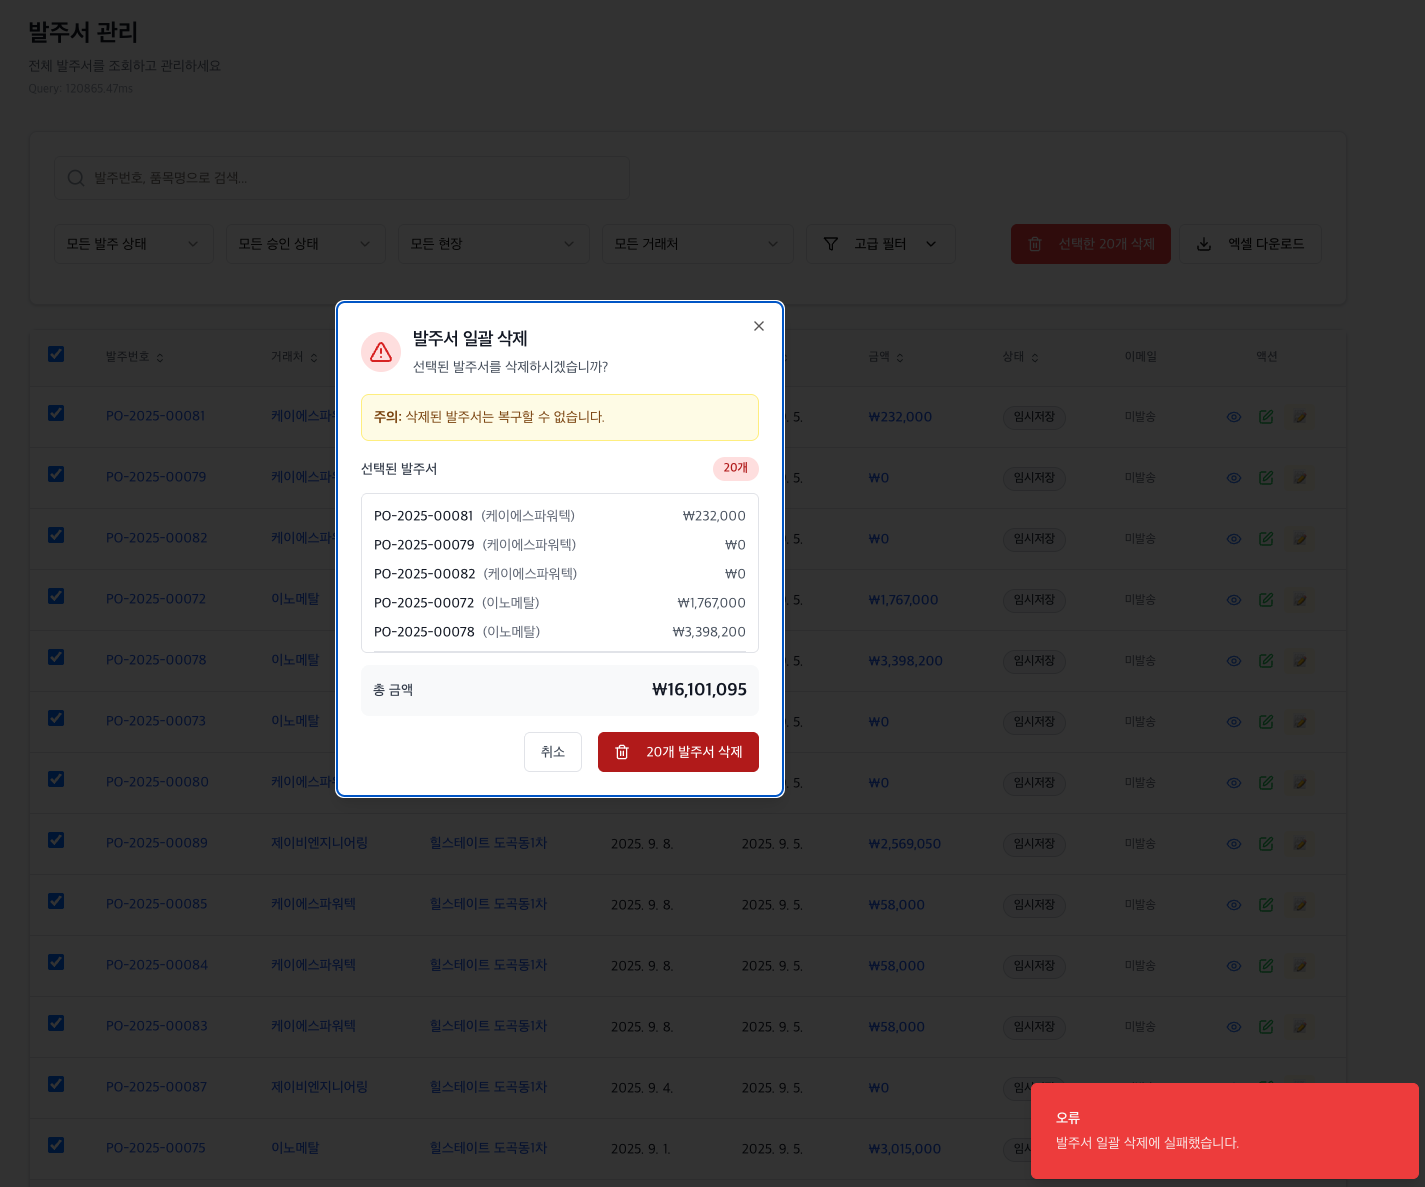 발주서 관리
전체 발주서를 조회하고 관리하세요
Query: 120865.47ms
발주번호, 품목명으로 검색...
모든 발주 상태 모든 승인 상태 모든 현장 모든 거래처 고급 필터 선택한 20개 삭제 엑셀 다운로드
발주서 일괄 삭제
선택된 발주서를 삭제하시겠습니까?
주의: 삭제된 발주서는 복구할 수 없습니다.
선택된 발주서 20개
PO-2025-00081 (케이에스파워텍) ₩232,000
PO-2025-00079 (케이에스파워텍) ₩0
PO-2025-00082 (케이에스파워텍) ₩0
PO-2025-00072 (이노메탈) ₩1,767,000
PO-2025-00078 (이노메탈) ₩3,398,200
총 금액 ₩16,101,095
취소 20개 발주서 삭제
발주번호 거래처 금액 상태 이메일 액션
PO-2025-00081 케이에스파워 . 5. ₩232,000 임시저장 미발송
PO-2025-00079 케이에스파워 . 5. ₩0 임시저장 미발송
PO-2025-00082 케이에스파워 . 5. ₩0 임시저장 미발송
PO-2025-00072 이노메탈 . 5. ₩1,767,000 임시저장 미발송
PO-2025-00078 이노메탈 . 5. ₩3,398,200 임시저장 미발송
PO-2025-00073 이노메탈 . 5. ₩0 임시저장 미발송
PO-2025-00080 케이에스파워 . 5. ₩0 임시저장 미발송
PO-2025-00089 제이비엔지니어링 힐스테이트 도곡동1차 2025. 9. 8. 2025. 9. 5. ₩2,569,050 임시저장 미발송
PO-2025-00085 케이에스파워텍 힐스테이트 도곡동1차 2025. 9. 8. 2025. 9. 5. ₩58,000 임시저장 미발송
PO-2025-00084 케이에스파워텍 힐스테이트 도곡동1차 2025. 9. 8. 2025. 9. 5. ₩58,000 임시저장 미발송
PO-2025-00083 케이에스파워텍 힐스테이트 도곡동1차 2025. 9. 8. 2025. 9. 5. ₩58,000 임시저장 미발송
PO-2025-00087 제이비엔지니어링 힐스테이트 도곡동1차 2025. 9. 4. 2025. 9. 5. ₩0 임시
PO-2025-00075 이노메탈 힐스테이트 도곡동1차 2025. 9. 1. 2025. 9. 5. ₩3,015,000 임시
오류
발주서 일괄 삭제에 실패했습니다.